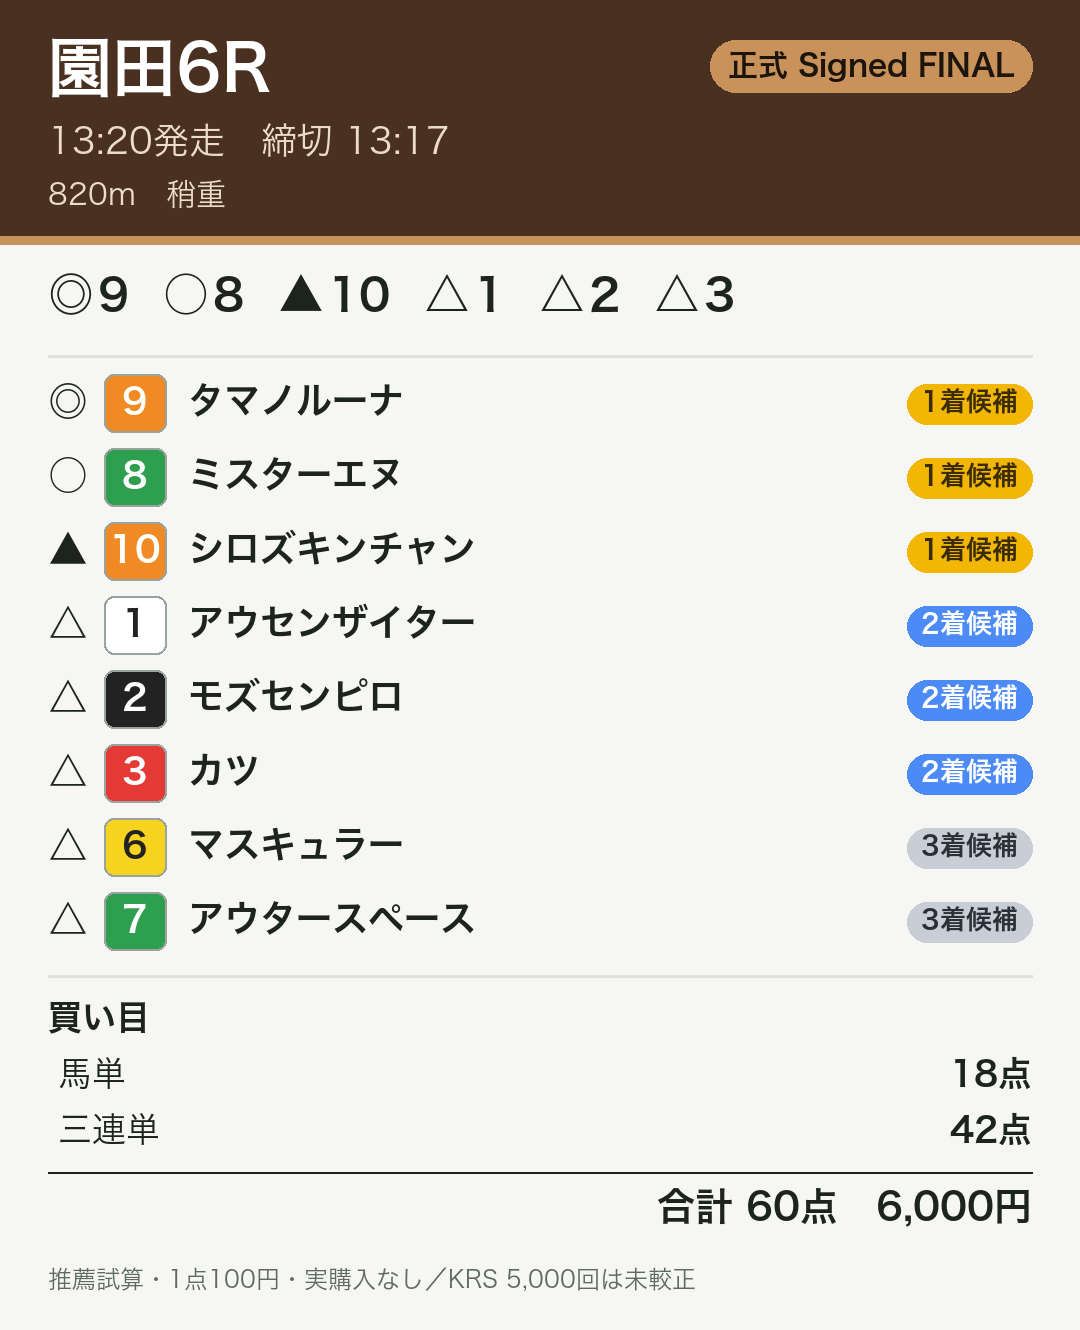 園田6R
正式 Signed FINAL
13:20発走　締切 13:17
820m　稍重
◎9 ○8 ▲10 △1 △2 △3
◎ 9 タマノルーナ 1着候補
○ 8 ミスターエヌ 1着候補
▲ 10 シロズキンチャン 1着候補
△ 1 アウセンザイター 2着候補
△ 2 モズセンピロ 2着候補
△ 3 カツ 2着候補
△ 6 マスキュラー 3着候補
△ 7 アウタースペース 3着候補
買い目
馬単 18点
三連単 42点
合計 60点　6,000円
推薦試算・1点100円・実購入なし／KRS 5,000回は未較正